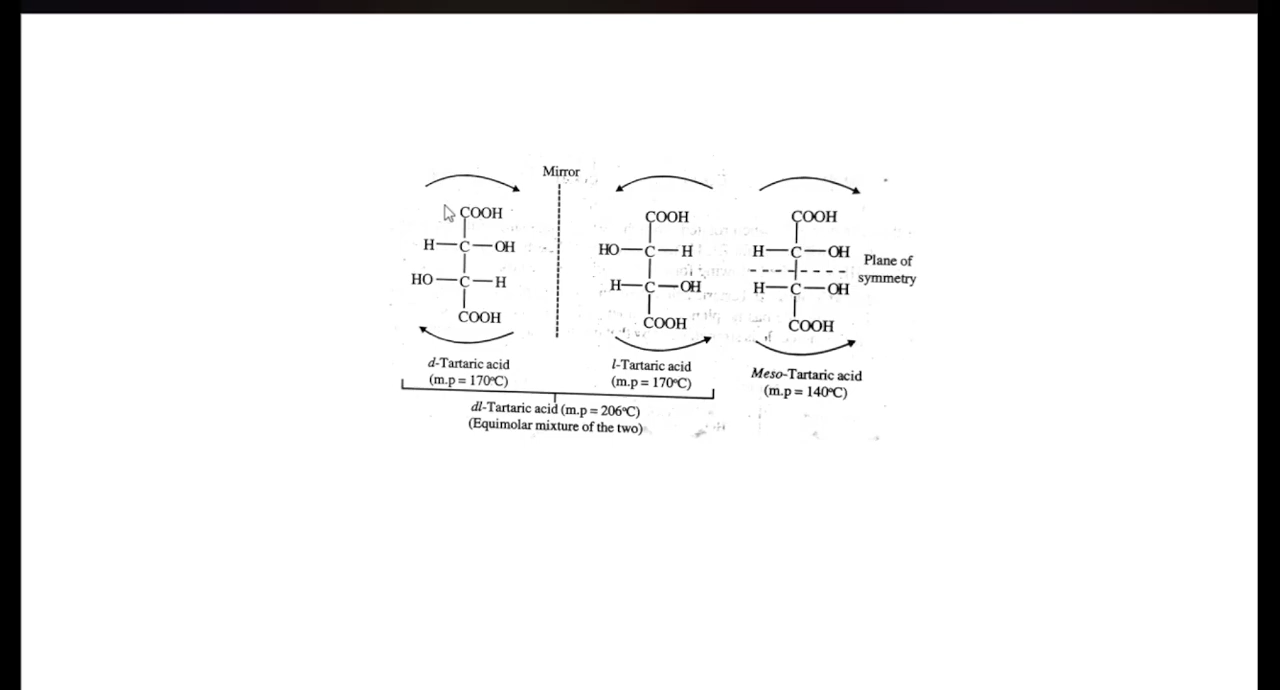 Mirror
COOH
H—C—OH
HO—C—H
COOH
d-Tartaric acid
(m.p = 170°C)
COOH
HO—C—H
H—C—OH
COOH
l-Tartaric acid
(m.p = 170°C)
dl-Tartaric acid (m.p = 206°C)
(Equimolar mixture of the two)
COOH
H—C—OH
H—C—OH
COOH
Plane of
symmetry
Meso-Tartaric acid
(m.p = 140°C)